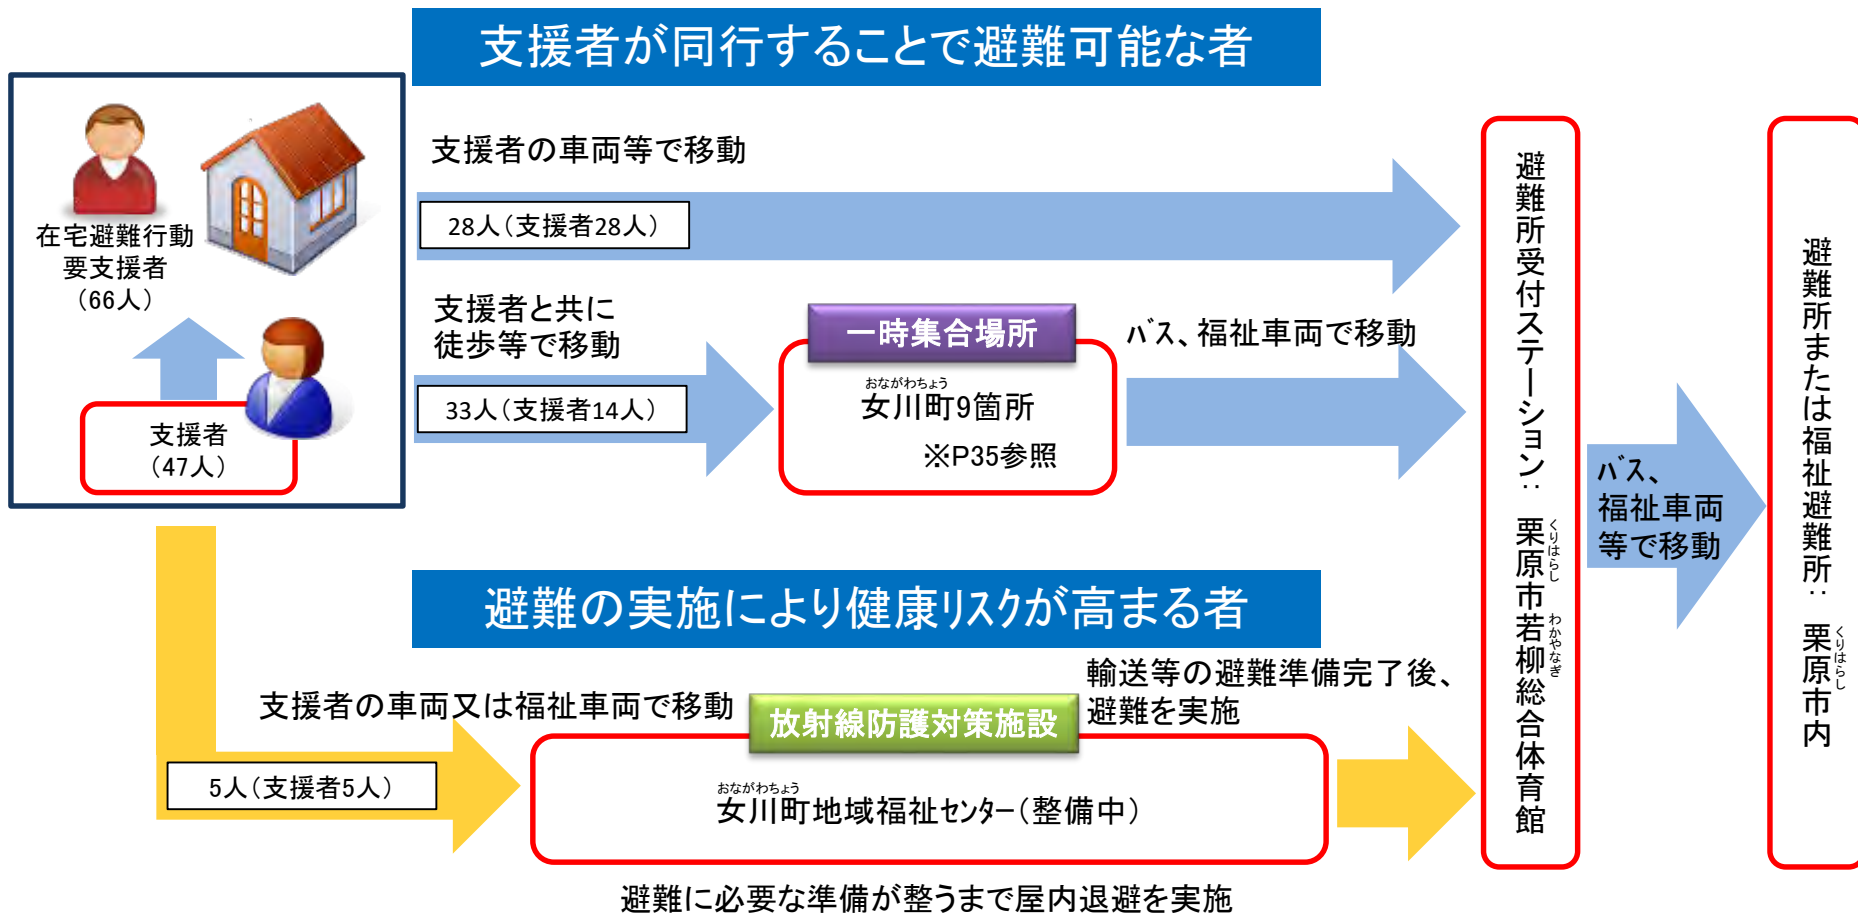 支援者が同行することで避難可能な者
在宅避難行動
要支援者
(66人)
支援者
(47人)
支援者の車両等で移動
28人(支援者28人)
支援者と共に
徒歩等で移動
33人(支援者14人)
一時集合場所
おながわちょう
女川町9箇所
※P35参照
バス、福祉車両で移動
避難の実施により健康リスクが高まる者
支援者の車両又は福祉車両で移動
5人(支援者5人)
放射線防護対策施設
おながわちょう
女川町地域福祉センター(整備中)
輸送等の避難準備完了後、
避難を実施
避難に必要な準備が整うまで屋内退避を実施
避難所受付ステーション: 栗原市若柳総合体育館
くりはらし わかやなぎ
バス、
福祉車両
等で移動
避難所または福祉避難所: 栗原市内
くりはらし